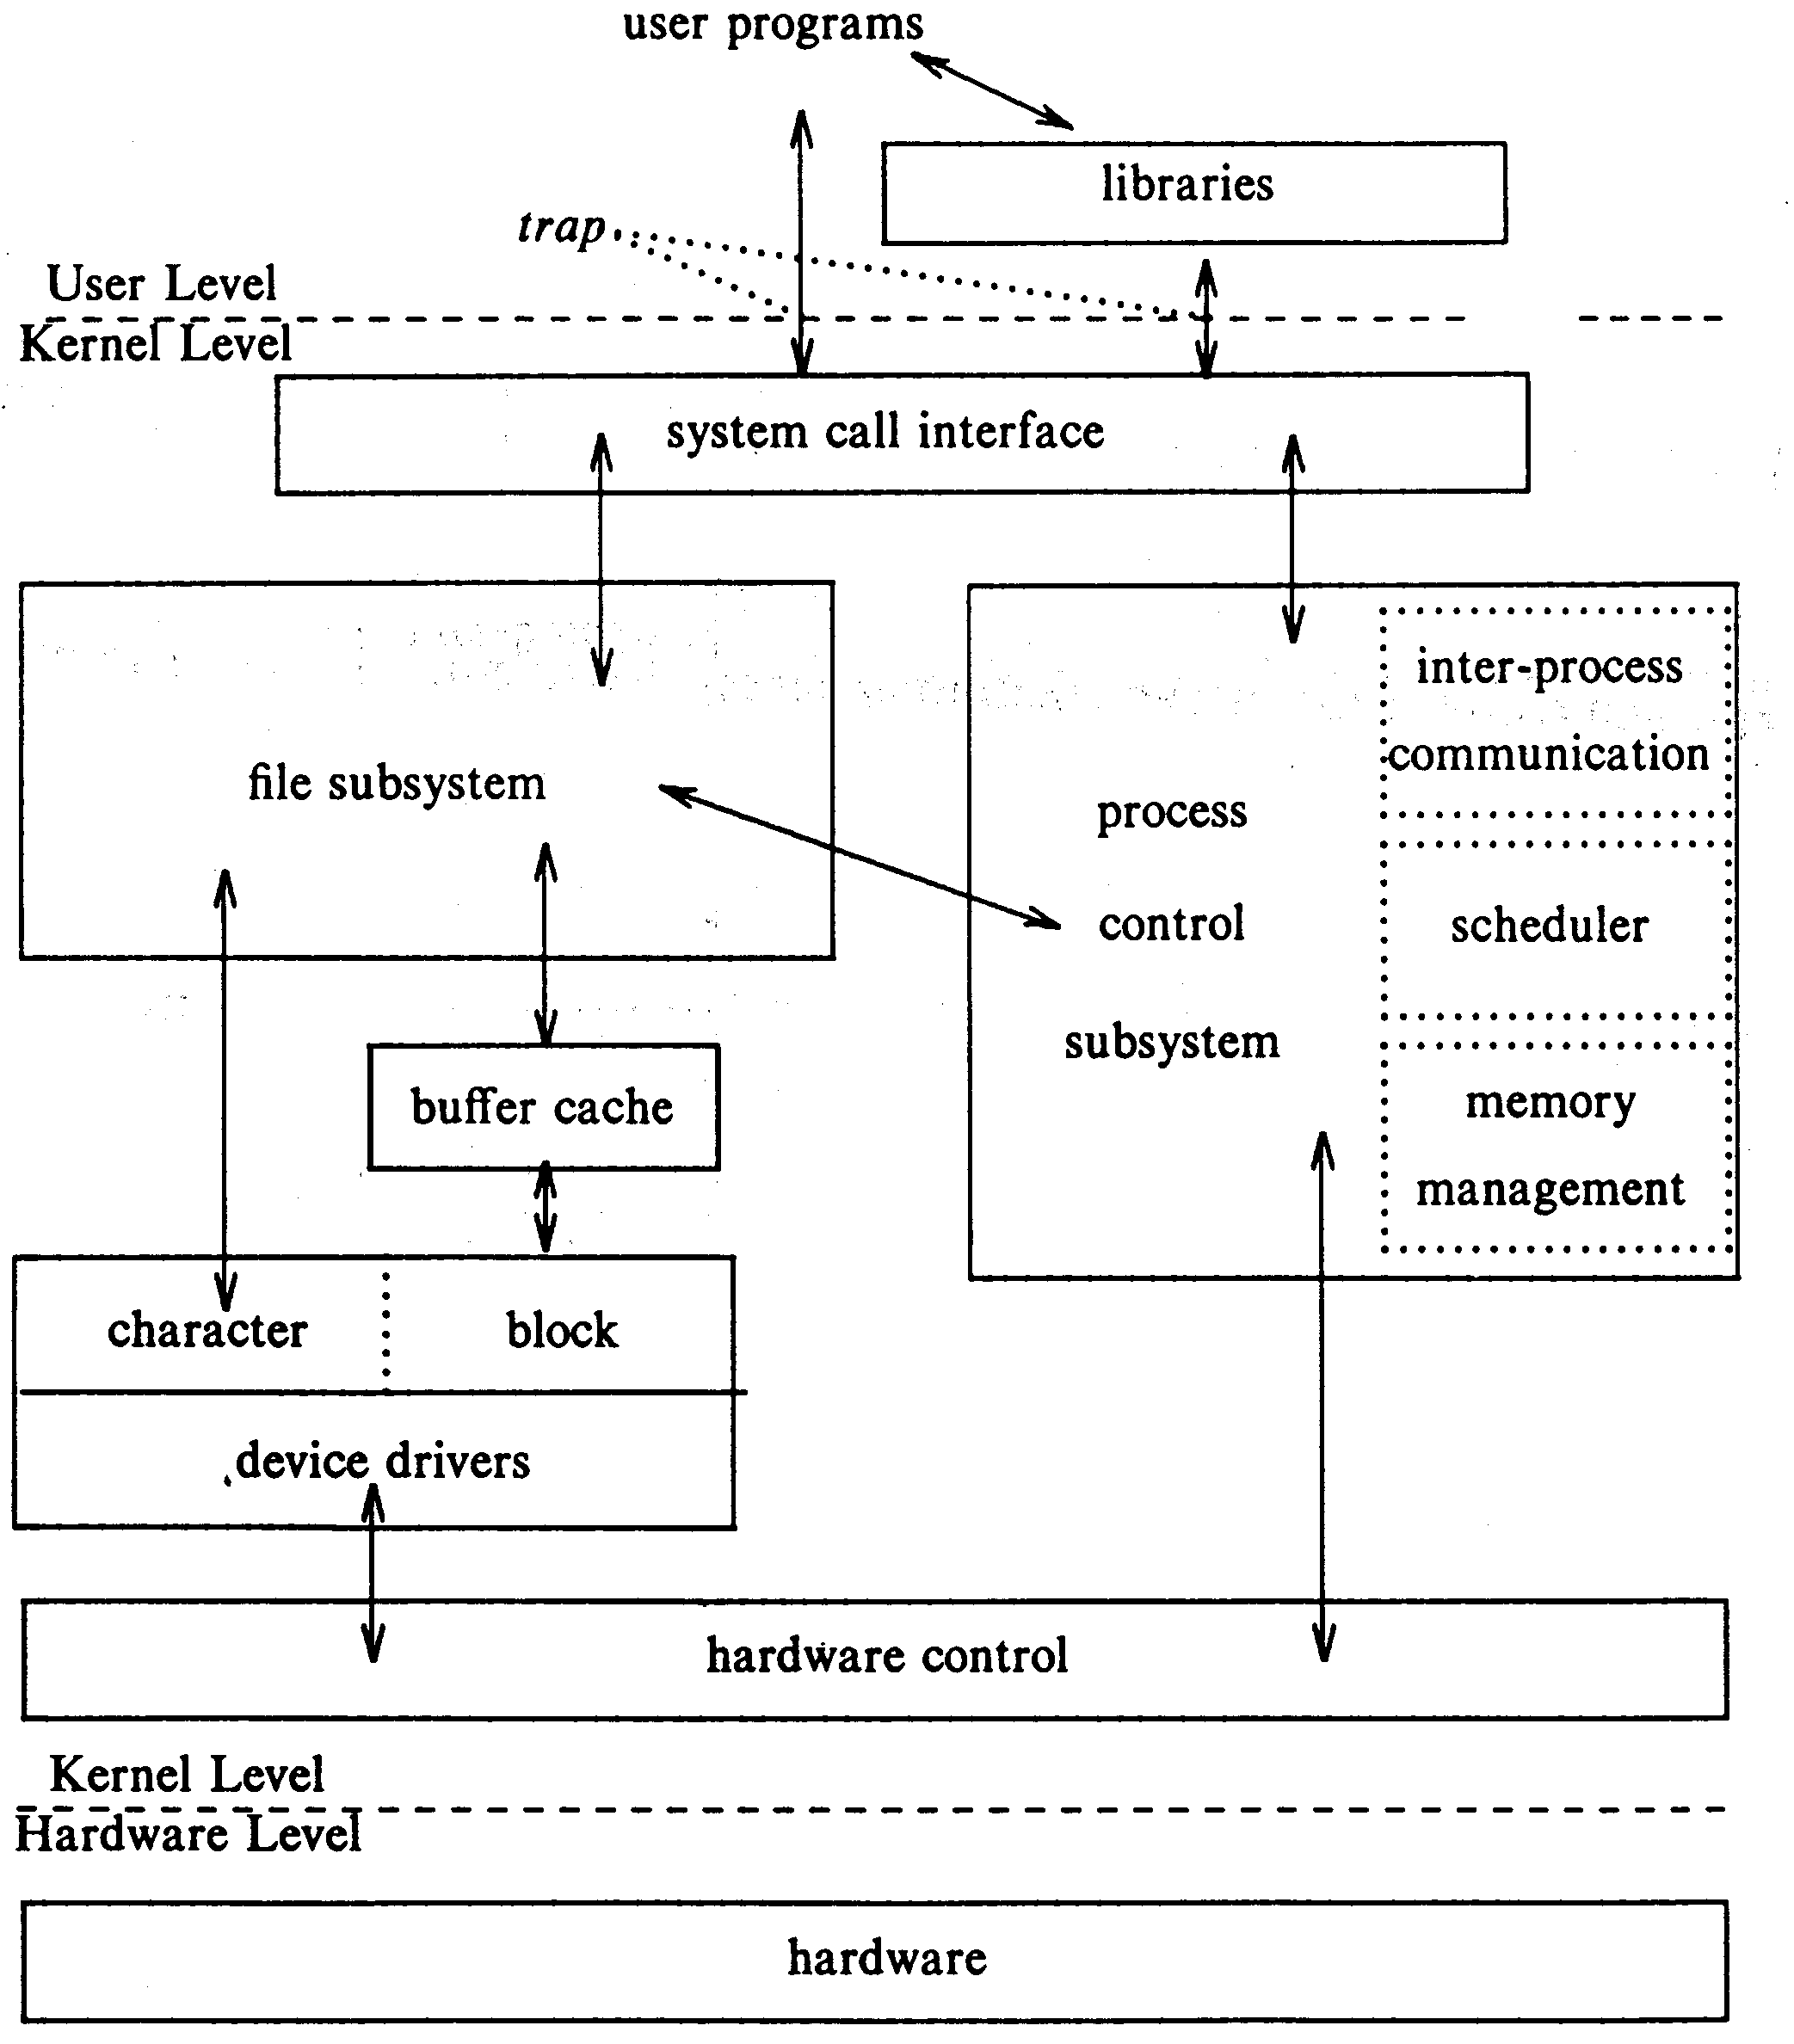 user programs
libraries
trap
User Level
Kernel Level
system call interface
inter-process
communication
file subsystem
process
control
subsystem
scheduler
memory
management
buffer cache
character
block
device drivers
hardware control
Kernel Level
Hardware Level
hardware